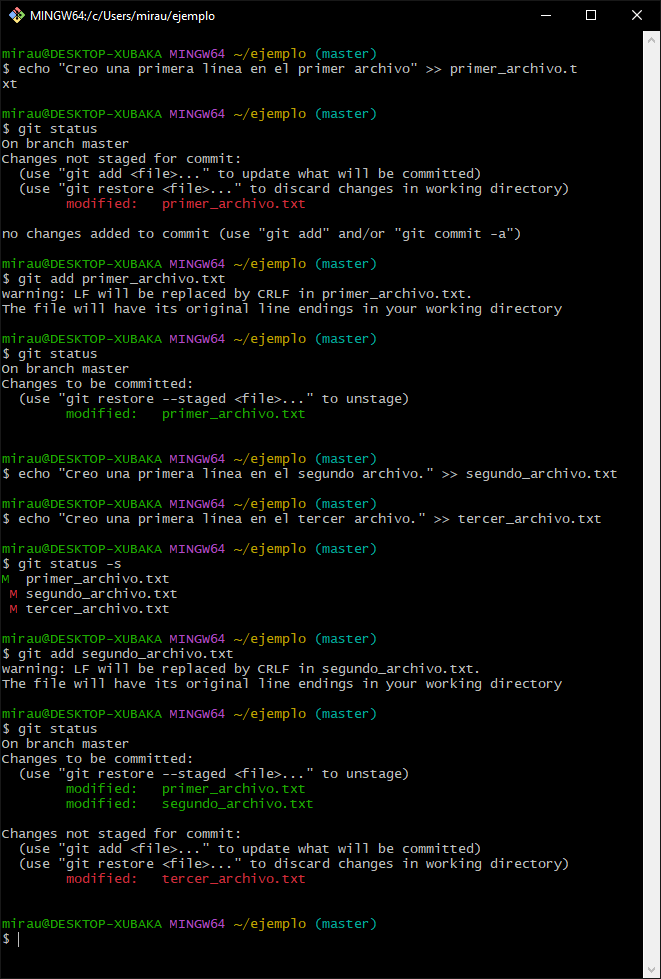 MINGW64:/c/Users/mirau/ejemplo
mirau@DESKTOP-XUBAKA MINGW64 ~/ejemplo (master)
$ echo "Creo una primera línea en el primer archivo" >> primer_archivo.t
xt
mirau@DESKTOP-XUBAKA MINGW64 ~/ejemplo (master)
$ git status
On branch master
Changes not staged for commit:
  (use "git add <file>..." to update what will be committed)
  (use "git restore <file>..." to discard changes in working directory)
        modified:   primer_archivo.txt
no changes added to commit (use "git add" and/or "git commit -a")
mirau@DESKTOP-XUBAKA MINGW64 ~/ejemplo (master)
$ git add primer_archivo.txt
warning: LF will be replaced by CRLF in primer_archivo.txt.
The file will have its original line endings in your working directory
mirau@DESKTOP-XUBAKA MINGW64 ~/ejemplo (master)
$ git status
On branch master
Changes to be committed:
  (use "git restore --staged <file>..." to unstage)
        modified:   primer_archivo.txt
mirau@DESKTOP-XUBAKA MINGW64 ~/ejemplo (master)
$ echo "Creo una primera línea en el segundo archivo." >> segundo_archivo.txt
mirau@DESKTOP-XUBAKA MINGW64 ~/ejemplo (master)
$ echo "Creo una primera línea en el tercer archivo." >> tercer_archivo.txt
mirau@DESKTOP-XUBAKA MINGW64 ~/ejemplo (master)
$ git status -s
M  primer_archivo.txt
 M segundo_archivo.txt
 M tercer_archivo.txt
mirau@DESKTOP-XUBAKA MINGW64 ~/ejemplo (master)
$ git add segundo_archivo.txt
warning: LF will be replaced by CRLF in segundo_archivo.txt.
The file will have its original line endings in your working directory
mirau@DESKTOP-XUBAKA MINGW64 ~/ejemplo (master)
$ git status
On branch master
Changes to be committed:
  (use "git restore --staged <file>..." to unstage)
        modified:   primer_archivo.txt
        modified:   segundo_archivo.txt
Changes not staged for commit:
  (use "git add <file>..." to update what will be committed)
  (use "git restore <file>..." to discard changes in working directory)
        modified:   tercer_archivo.txt
mirau@DESKTOP-XUBAKA MINGW64 ~/ejemplo (master)
$